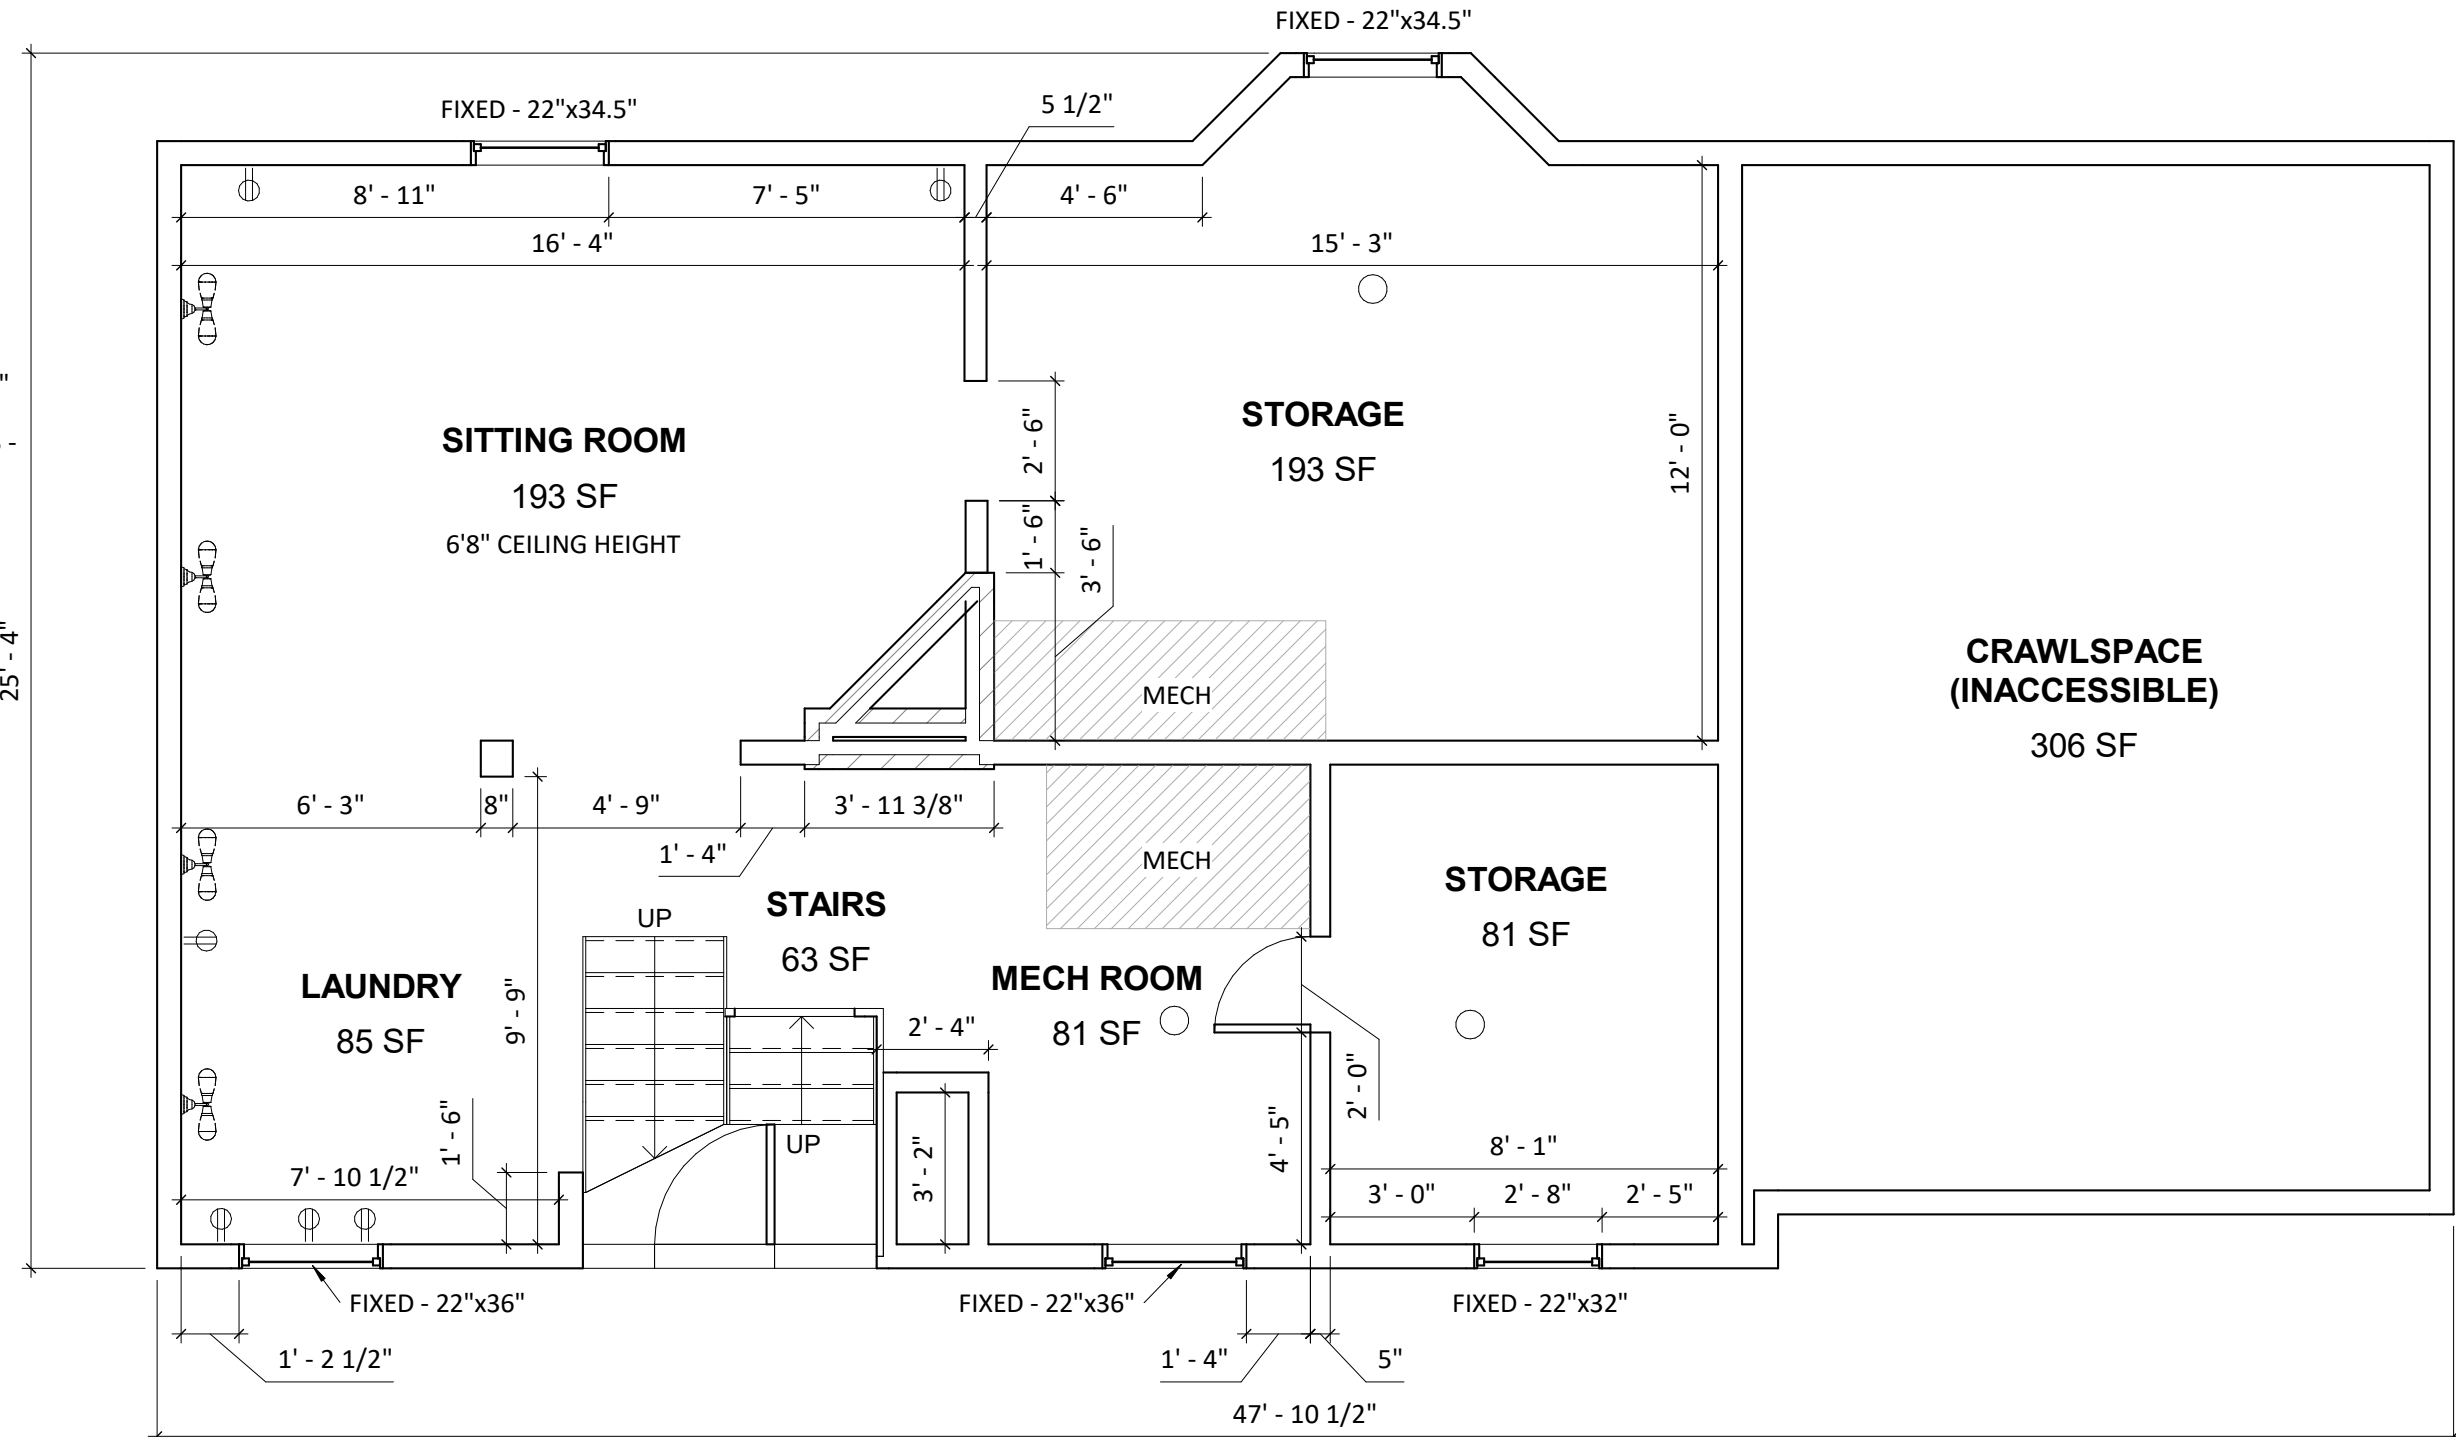 FIXED - 22"x34.5"
FIXED - 22"x34.5"
5 1/2"
8' - 11"
7' - 5"
4' - 6"
16' - 4"
15' - 3"
2' - 6"
12' - 0"
STORAGE
193 SF
SITTING ROOM
193 SF
6'8" CEILING HEIGHT
1' - 6"
3' - 6"
25' - 4"
MECH
CRAWLSPACE
(INACCESSIBLE)
306 SF
6' - 3"
8"
4' - 9"
3' - 11 3/8"
1' - 4"
MECH
STORAGE
81 SF
STAIRS
63 SF
UP
LAUNDRY
85 SF
9' - 9"
MECH ROOM
81 SF
2' - 4"
2' - 0"
1' - 6"
UP
3' - 2"
4' - 5"
8' - 1"
7' - 10 1/2"
3' - 0"
2' - 8"
2' - 5"
FIXED - 22"x36"
FIXED - 22"x36"
FIXED - 22"x32"
1' - 2 1/2"
1' - 4"
5"
47' - 10 1/2"